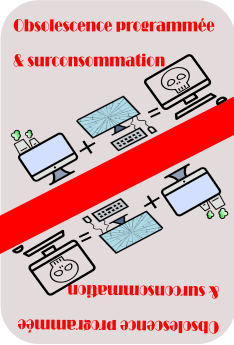 Obsolescence programmée
& surconsommation
+
=
=
+
& surconsommation
Obsolescence programmée